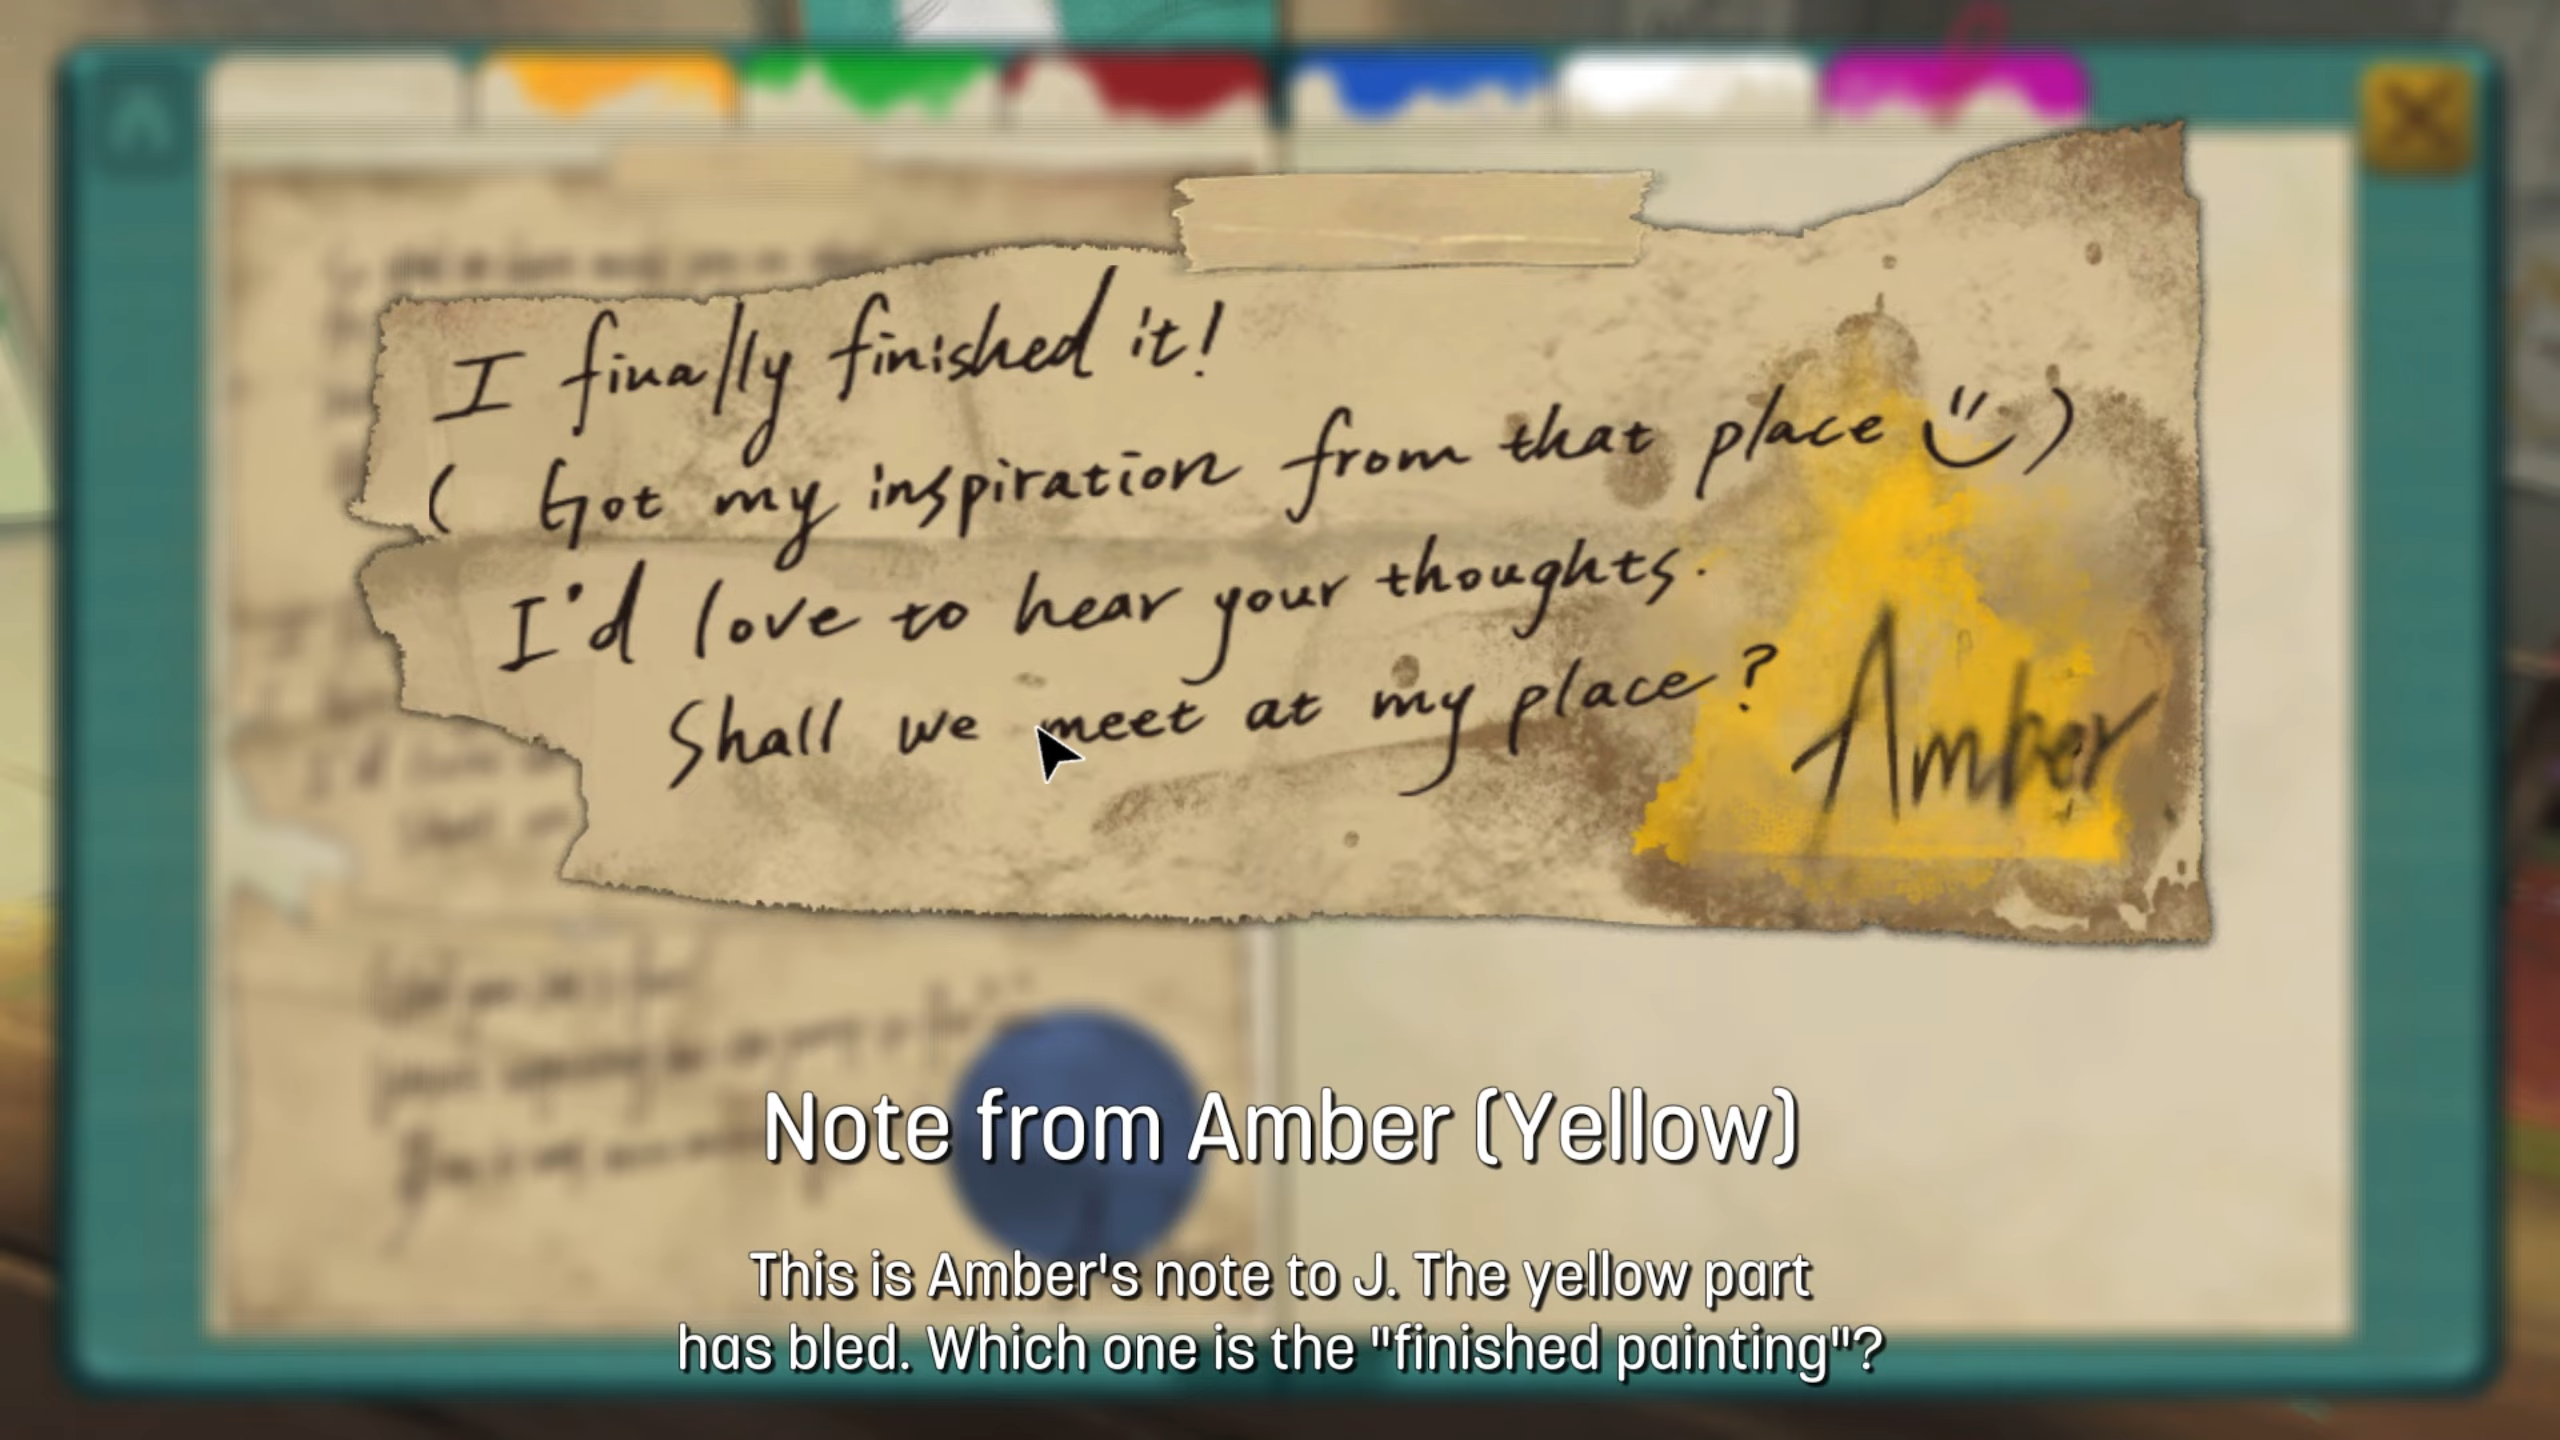 I finally finished it!
( Got my inspiration from that place )
I'd love to hear your thoughts.
Shall we meet at my place?
Amber
Note from Amber (Yellow)
This is Amber's note to J. The yellow part
has bled. Which one is the "finished painting"?